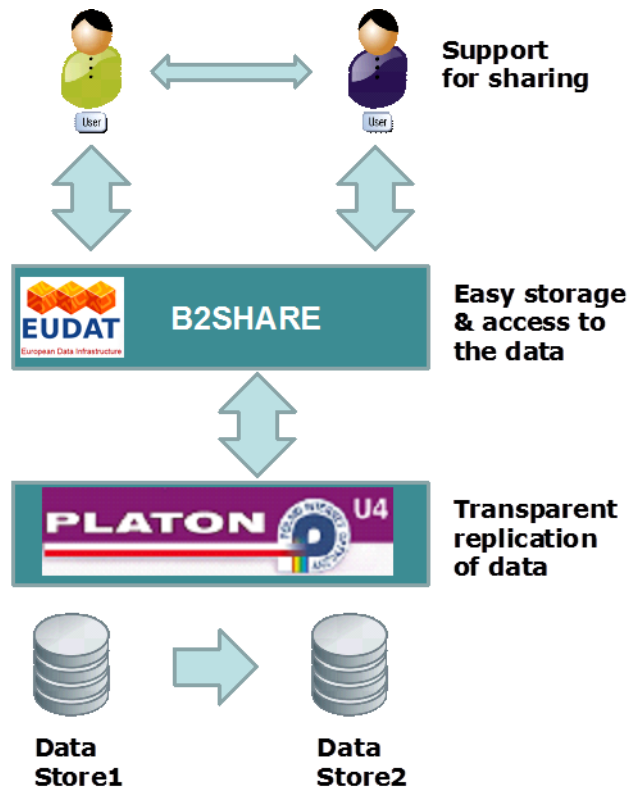 Support
for sharing
User
User
EUDAT
European Data Infrastructure
B2SHARE
Easy storage
& access to
the data
PLATON
U4
Transparent
replication
of data
Data
Store1
Data
Store2